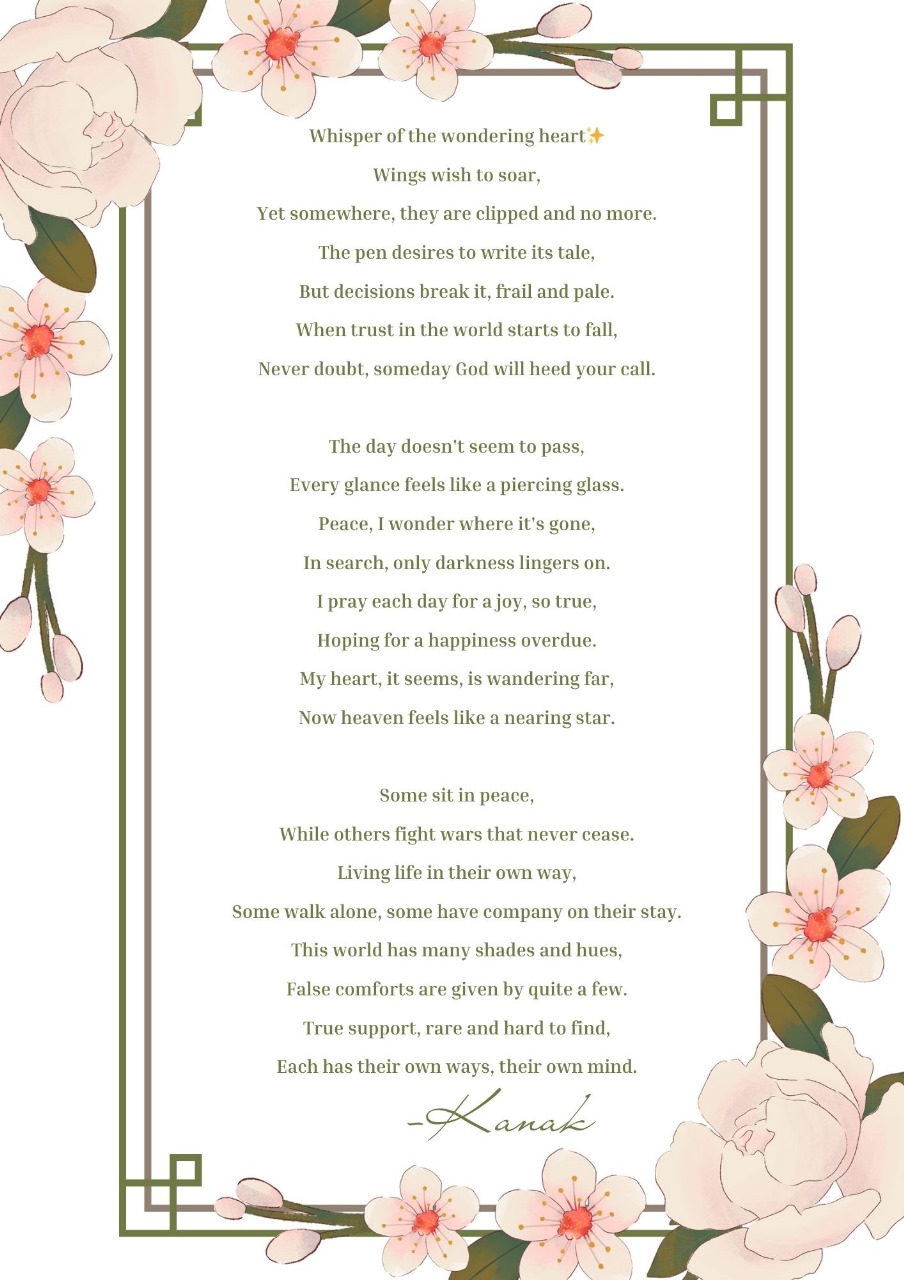 Whisper of the wondering heart✨
Wings wish to soar,
Yet somewhere, they are clipped and no more.
The pen desires to write its tale,
But decisions break it, frail and pale.
When trust in the world starts to fall,
Never doubt, someday God will heed your call.
The day doesn't seem to pass,
Every glance feels like a piercing glass.
Peace, I wonder where it's gone,
In search, only darkness lingers on.
I pray each day for a joy, so true,
Hoping for a happiness overdue.
My heart, it seems, is wandering far,
Now heaven feels like a nearing star.
Some sit in peace,
While others fight wars that never cease.
Living life in their own way,
Some walk alone, some have company on their stay.
This world has many shades and hues,
False comforts are given by quite a few.
True support, rare and hard to find,
Each has their own ways, their own mind.
-Kanak